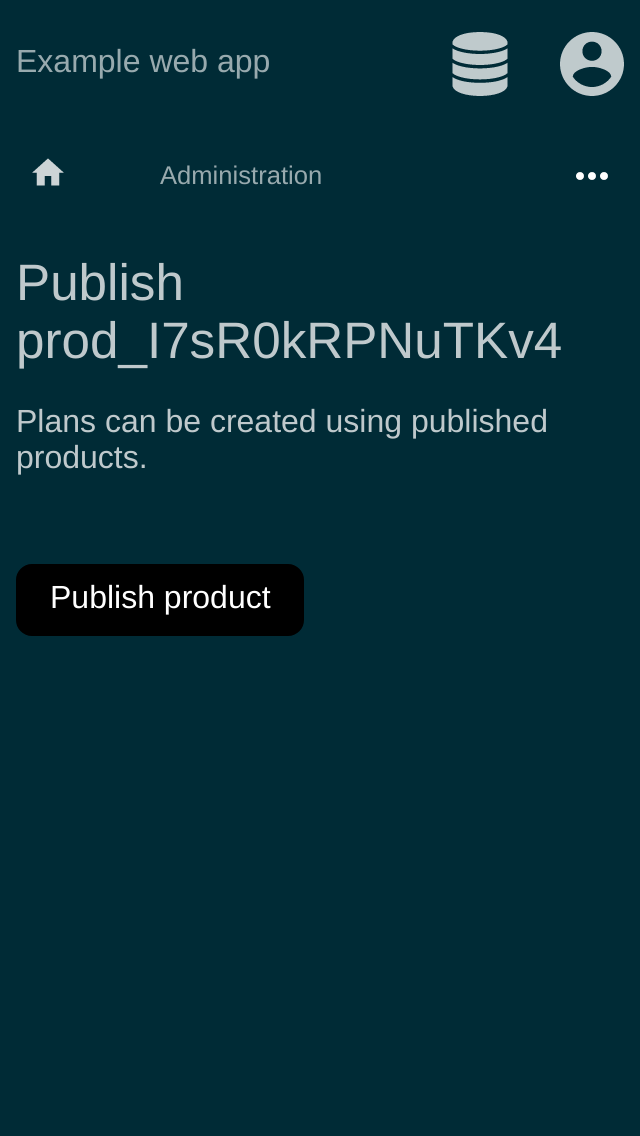 Example web app
Administration
Publish
prod_I7sR0kRPNuTKv4
Plans can be created using published
products.
Publish product